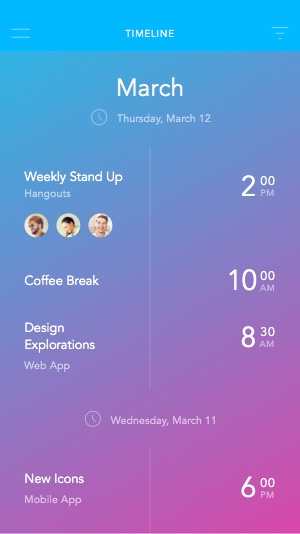 TIMELINE
March
Thursday, March 12
Weekly Stand Up
Hangouts
2 00 PM
Coffee Break
10 00 AM
Design
Explorations
Web App
8 30 AM
Wednesday, March 11
New Icons
Mobile App
6 00 PM